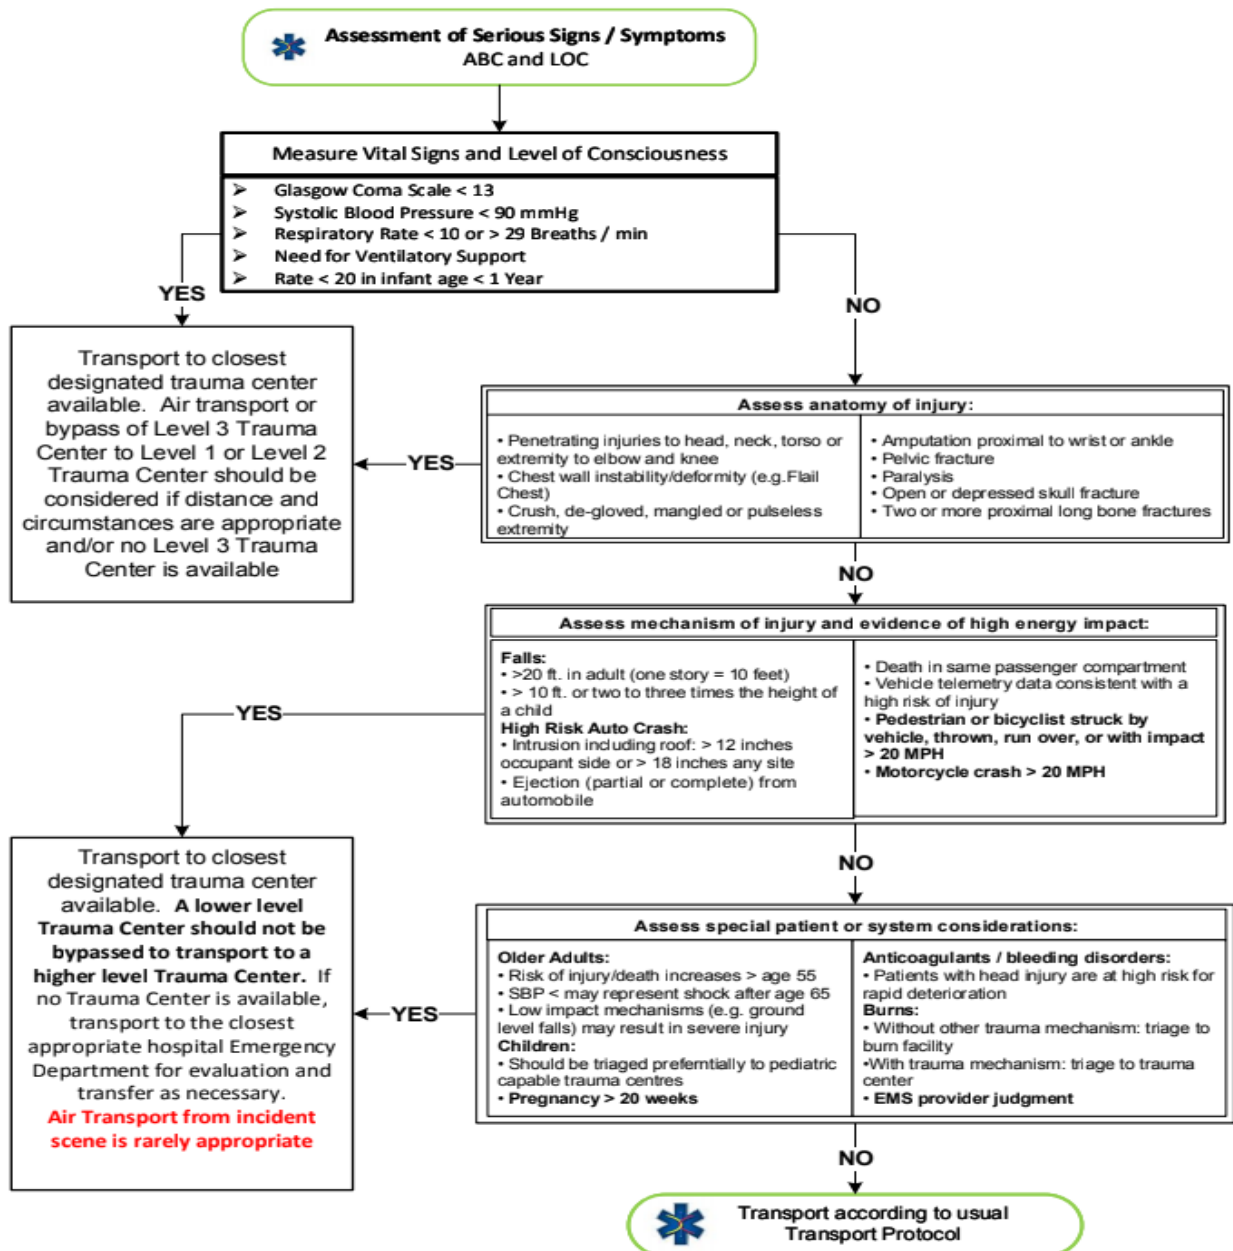 Assessment of Serious Signs / Symptoms
ABC and LOC
Measure Vital Signs and Level of Consciousness
➢ Glasgow Coma Scale < 13
➢ Systolic Blood Pressure < 90 mmHg
➢ Respiratory Rate < 10 or > 29 Breaths / min
➢ Need for Ventilatory Support
➢ Rate < 20 in infant age < 1 Year
YES
NO
Transport to closest
designated trauma center
available. Air transport or
bypass of Level 3 Trauma
Center to Level 1 or Level 2
Trauma Center should be
considered if distance and
circumstances are appropriate
and/or no Level 3 Trauma
Center is available
YES
Assess anatomy of injury:
• Penetrating injuries to head, neck, torso or
extremity to elbow and knee
• Chest wall instability/deformity (e.g.Flail
Chest)
• Crush, de-gloved, mangled or pulseless
extremity
• Amputation proximal to wrist or ankle
• Pelvic fracture
• Paralysis
• Open or depressed skull fracture
• Two or more proximal long bone fractures
NO
Assess mechanism of injury and evidence of high energy impact:
Falls:
• >20 ft. in adult (one story = 10 feet)
• > 10 ft. or two to three times the height of
a child
High Risk Auto Crash:
• Intrusion including roof: > 12 inches
occupant side or > 18 inches any site
• Ejection (partial or complete) from
automobile
• Death in same passenger compartment
• Vehicle telemetry data consistent with a
high risk of injury
• Pedestrian or bicyclist struck by
vehicle, thrown, run over, or with impact
> 20 MPH
• Motorcycle crash > 20 MPH
YES
NO
Transport to closest
designated trauma center
available. A lower level
Trauma Center should not be
bypassed to transport to a
higher level Trauma Center. If
no Trauma Center is available,
transport to the closest
appropriate hospital Emergency
Department for evaluation and
transfer as necessary.
Air Transport from incident
scene is rarely appropriate
YES
Assess special patient or system considerations:
Older Adults:
• Risk of injury/death increases > age 55
• SBP < may represent shock after age 65
• Low impact mechanisms (e.g. ground
level falls) may result in severe injury
Children:
• Should be triaged prefemtially to pediatric
capable trauma centres
• Pregnancy > 20 weeks
Anticoagulants / bleeding disorders:
• Patients with head injury are at high risk for
rapid deterioration
Burns:
• Without other trauma mechanism: triage to
burn facility
•With trauma mechanism: triage to trauma
center
• EMS provider judgment
NO
Transport according to usual
Transport Protocol